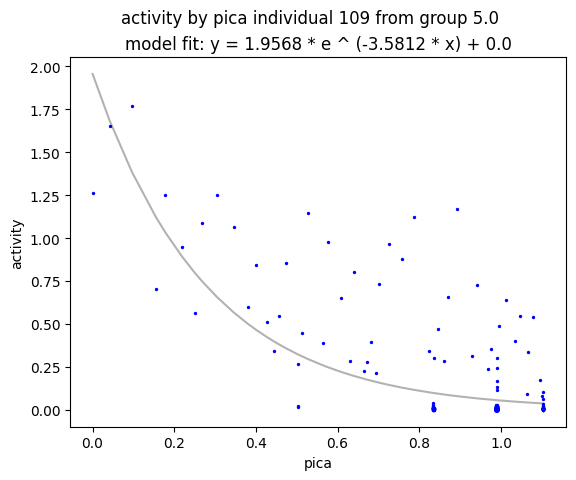 activity by pica individual 109 from group 5.0
model fit: y = 1.9568 * e ^ (-3.5812 * x) + 0.0
2.00
1.75
1.50
1.25
1.00
0.75
0.50
0.25
0.00
activity
0.0 0.2 0.4 0.6 0.8 1.0
pica